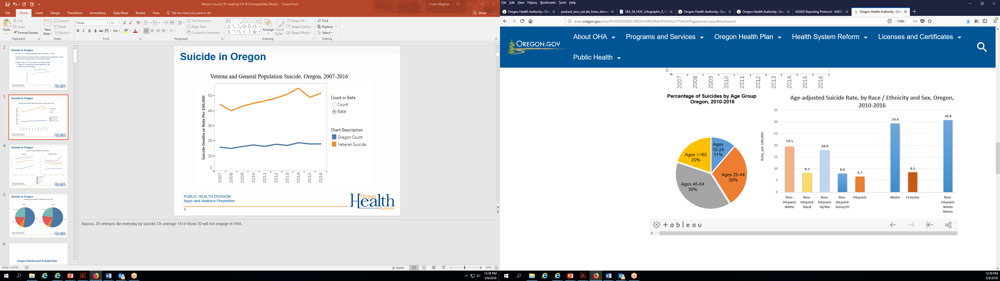 Marion County SP meeting 5.9.18 [Compatibility Mode] - PowerPoint
Crane Meghan
File Home Insert Design Transitions Animations Slide Show Review View Tell me what you want to do
Share
Cut
Copy
Format Painter
Paste
Clipboard
New Slide
Layout
Reset
Section
Slides
Times 12
Font
Text Direction
Align Text
Convert to SmartArt
Paragraph
Arrange
Quick Styles
Shape Fill
Shape Outline
Shape Effects
Drawing
Find
Replace
Select
Editing
2
Suicide in Oregon
3
Suicide in Oregon
Veteran and General Population Suicide, Oregon, 2007-2016
4
Suicide in Oregon
Oregon
Marion County
5
Suicide in Oregon
6
Oregon Adolescent Suicide Data
Suicide in Oregon
Veteran and General Population Suicide, Oregon, 2007-2016
Suicide Deaths or Rate Per 100,000
50
40
30
20
10
0
2007 2008 2009 2010 2011 2012 2013 2014 2015 2016
Count or Rate
Count
Rate
Chart Description
Oregon Count
Veteran Suicide
PUBLIC HEALTH DIVISION
Injury and Violence Prevention
3
Oregon
Health
Authority
Approx. 20 veterans die everyday by suicide. On average 14 of those 20 will not engage in VHA.
Slide 3 of 67
Notes
91%
12:38 PM
5/8/2018
File Edit View History Bookmarks Tools Help
Oregon Health Authority : Ore
podcast_zero_suicide_brian_ahman
SEA_58_HOC_Infographic_8_Ti
Oregon Health Authority : Sear
Oregon Health Authority : Sear
ASADS Reporting Protocol - ASADS
Oregon Health Authority : Ore
www.oregon.gov/oha/PH/DISEASESCONDITIONS/INJURYFATALITYDATA/Pages/nvdrs.aspx#dashboard
170%
OREGON.GOV
About OHA Programs and Services Oregon Health Plan Health System Reform Licenses and Certificates
Public Health
0
2007 2008 2009 2010 2011 2012 2013 2014 2015 2016
Percentage of Suicides by Age Group
Oregon, 2010-2016
Ages
10-24
11%
Ages 25-44
30%
Ages 45-64
39%
Ages >=65
20%
Age-adjusted Suicide Rate, by Race / Ethnicity and Sex, Oregon,
2010-2016
Rate, per 100,000
35
30
25
20
15
10
5
0
19.5
8.3
18.0
8.0
6.7
29.4
8.5
30.8
Non-Hispanic White
Non-Hispanic Black
Non-Hispanic AI/NA
Non-Hispanic Asian/PI
Hispanic
Males
Females
Non-Hispanic White Males
+ a b | e a u
12:39 PM
5/8/2018